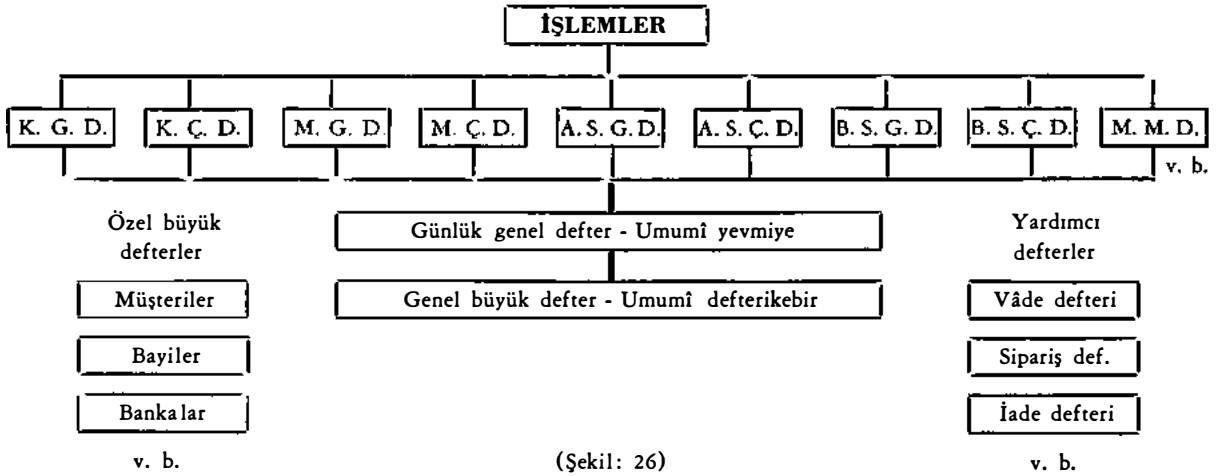 İŞLEMLER
K. G. D.
K. Ç. D.
M. G. D.
M. Ç. D.
A. S. G. D.
A. S. Ç. D.
B. S. G. D.
B. S. Ç. D.
M. M. D.
v. b.
Özel büyük
defterler
Müşteriler
Bayiler
Bankalar
v. b.
Günlük genel defter - Umumî yevmiye
Genel büyük defter - Umumî defterikebir
(Şekil: 26)
Yardımcı
defterler
Vâde defteri
Sipariş def.
İade defteri
v. b.